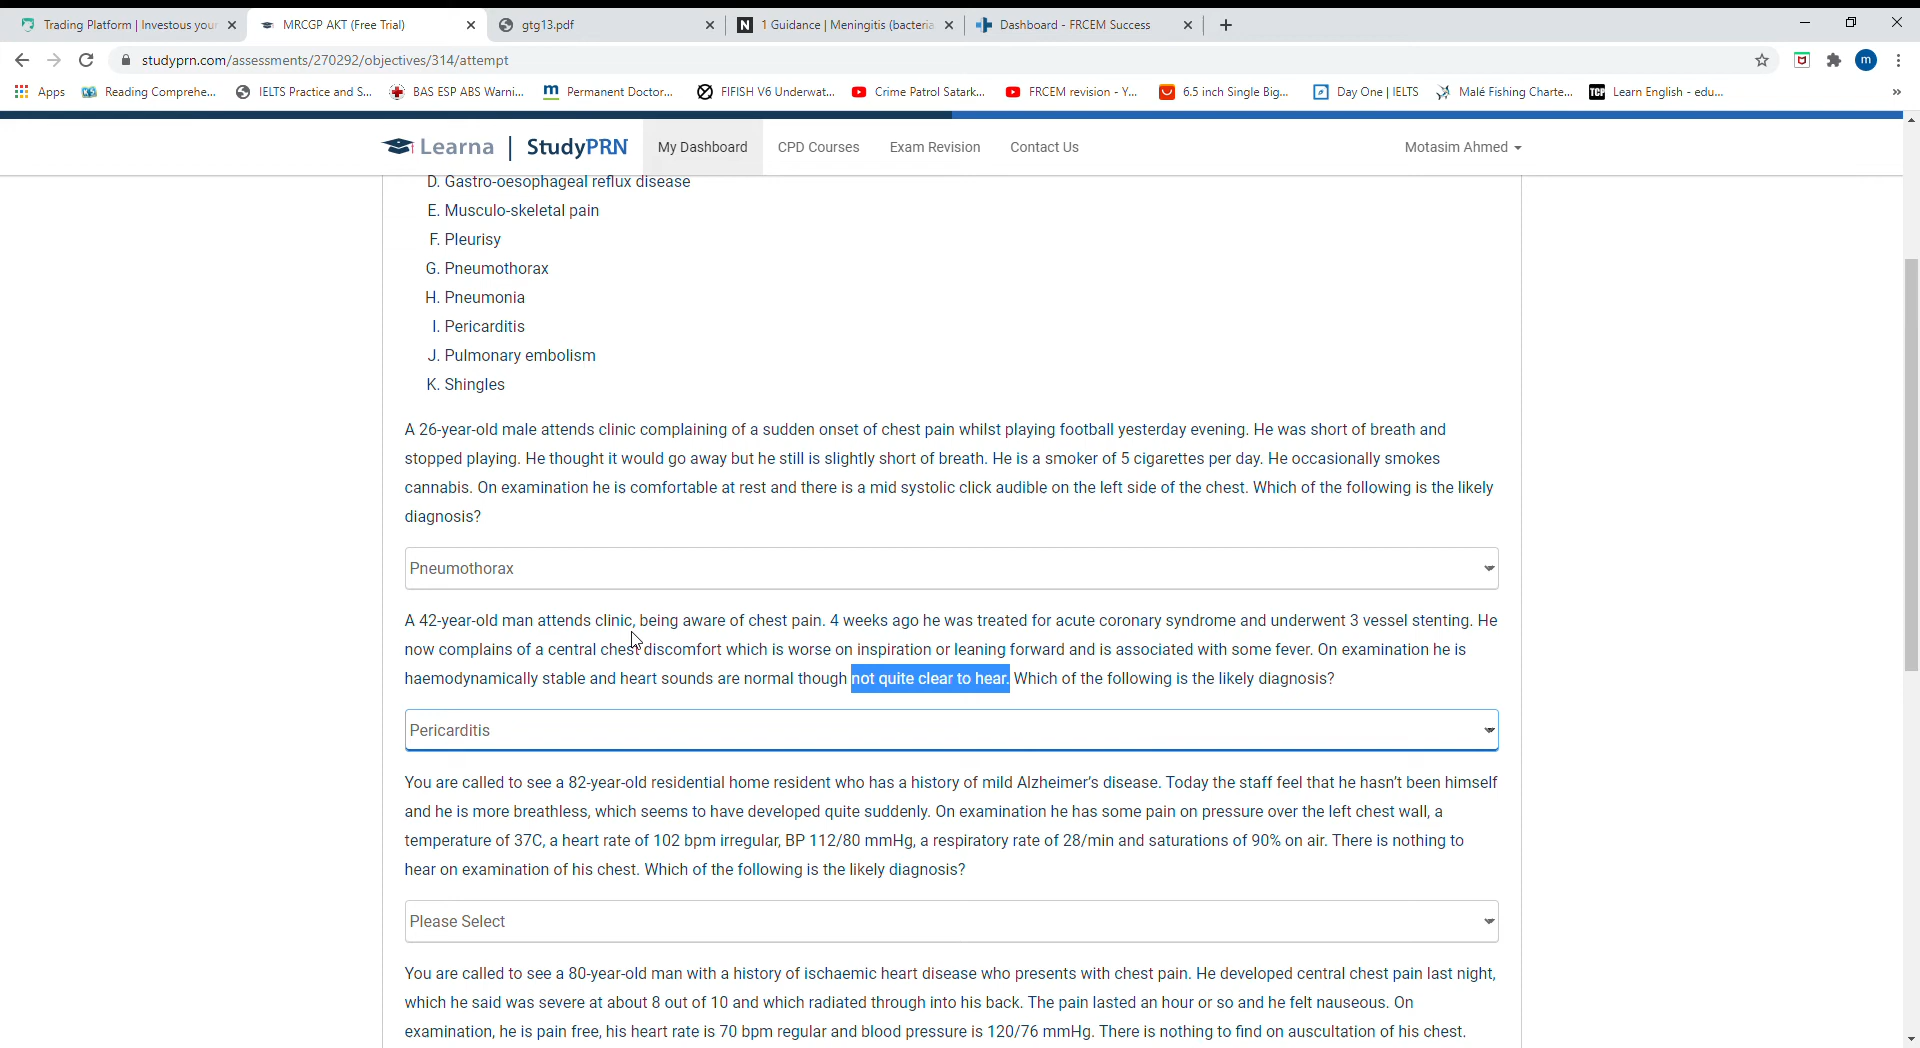 Trading Platform | Investous your
MRCGP AKT (Free Trial)
gtg13.pdf
1 Guidance | Meningitis (bacteria
Dashboard - FRCEM Success
studyprn.com/assessments/270292/objectives/314/attempt
m
Apps
Reading Comprehe...
IELTS Practice and S...
BAS ESP ABS Warni...
Permanent Doctor...
FIFISH V6 Underwat...
Crime Patrol Satark...
FRCEM revision - Y...
6.5 inch Single Big...
Day One | IELTS
Malé Fishing Charte...
Learn English - edu...
Learna | StudyPRN
My Dashboard
CPD Courses
Exam Revision
Contact Us
Motasim Ahmed
D. Gastro-oesophageal reflux disease
E. Musculo-skeletal pain
F. Pleurisy
G. Pneumothorax
H. Pneumonia
I. Pericarditis
J. Pulmonary embolism
K. Shingles
A 26-year-old male attends clinic complaining of a sudden onset of chest pain whilst playing football yesterday evening. He was short of breath and
stopped playing. He thought it would go away but he still is slightly short of breath. He is a smoker of 5 cigarettes per day. He occasionally smokes
cannabis. On examination he is comfortable at rest and there is a mid systolic click audible on the left side of the chest. Which of the following is the likely
diagnosis?
Pneumothorax
A 42-year-old man attends clinic, being aware of chest pain. 4 weeks ago he was treated for acute coronary syndrome and underwent 3 vessel stenting. He
now complains of a central chest discomfort which is worse on inspiration or leaning forward and is associated with some fever. On examination he is
haemodynamically stable and heart sounds are normal though not quite clear to hear. Which of the following is the likely diagnosis?
Pericarditis
You are called to see a 82-year-old residential home resident who has a history of mild Alzheimer's disease. Today the staff feel that he hasn't been himself
and he is more breathless, which seems to have developed quite suddenly. On examination he has some pain on pressure over the left chest wall, a
temperature of 37C, a heart rate of 102 bpm irregular, BP 112/80 mmHg, a respiratory rate of 28/min and saturations of 90% on air. There is nothing to
hear on examination of his chest. Which of the following is the likely diagnosis?
Please Select
You are called to see a 80-year-old man with a history of ischaemic heart disease who presents with chest pain. He developed central chest pain last night,
which he said was severe at about 8 out of 10 and which radiated through into his back. The pain lasted an hour or so and he felt nauseous. On
examination, he is pain free, his heart rate is 70 bpm regular and blood pressure is 120/76 mmHg. There is nothing to find on auscultation of his chest.